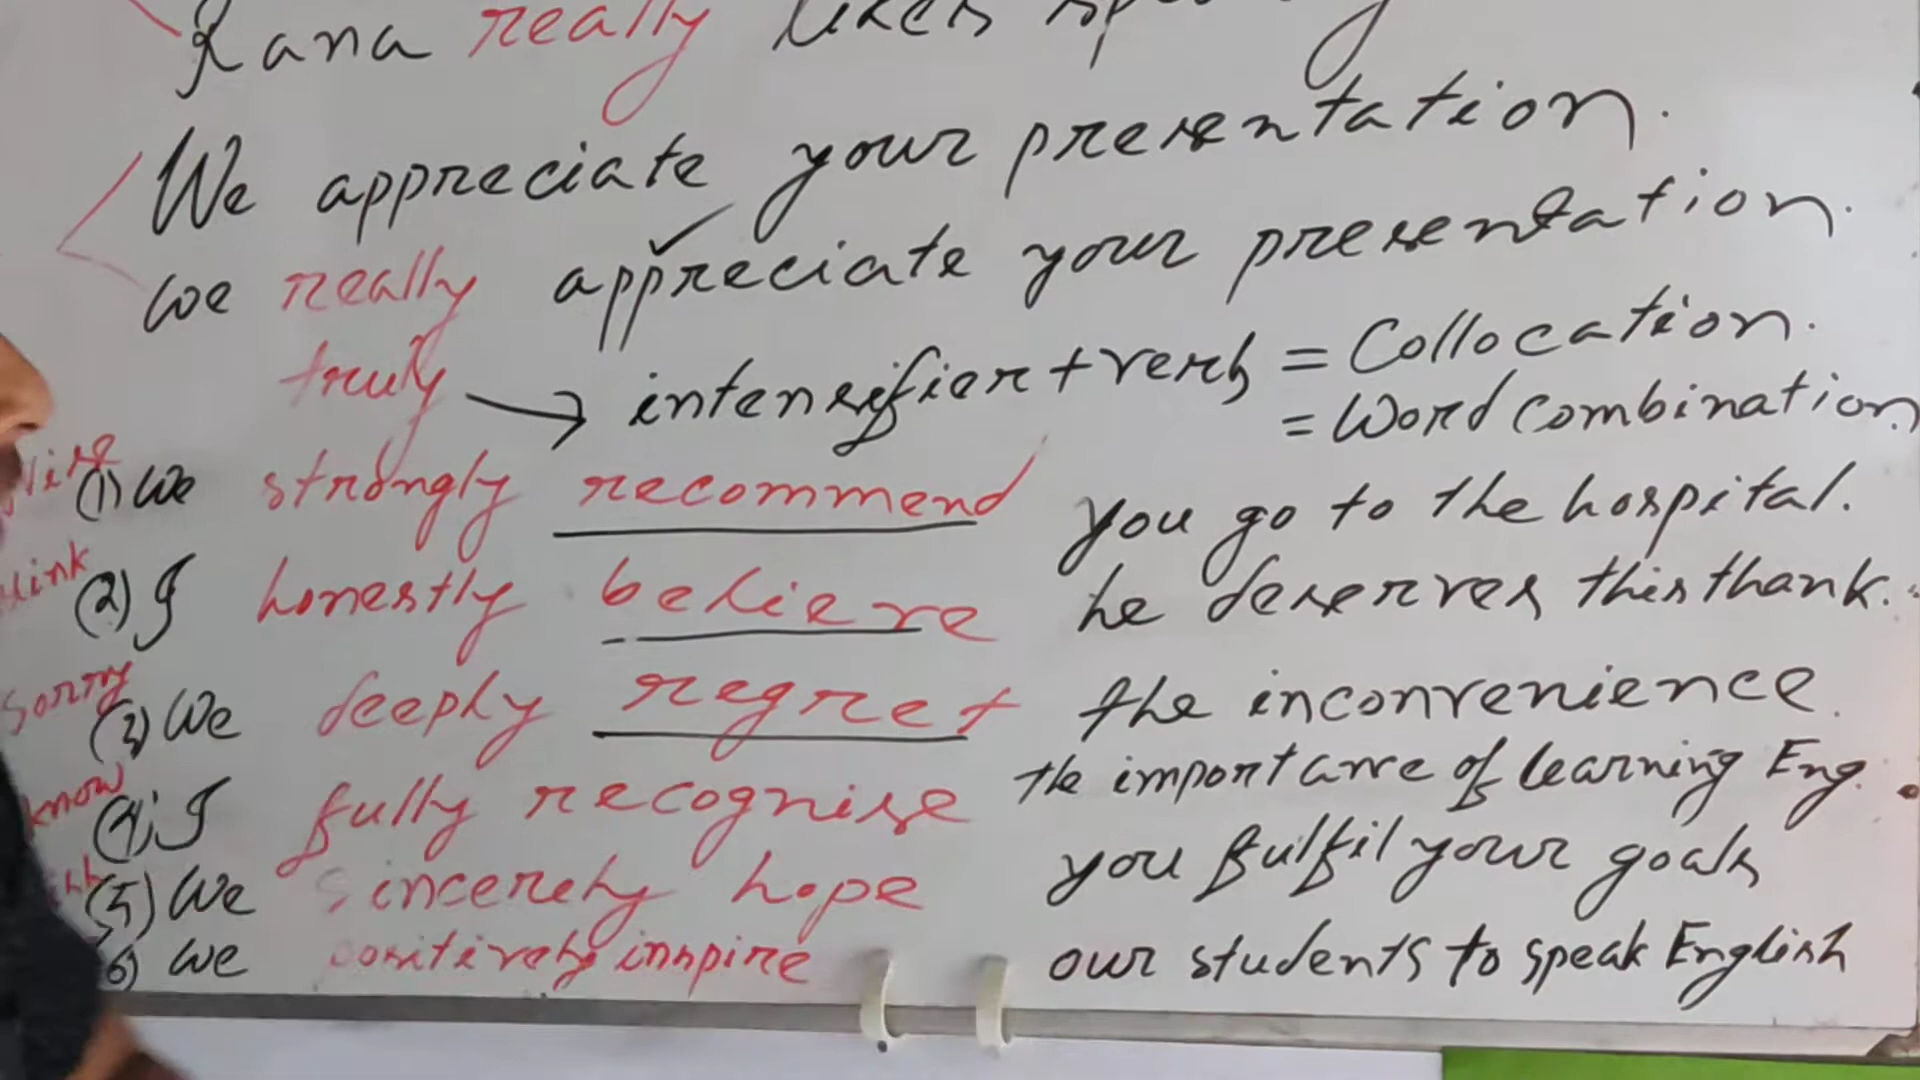 Rana really likes
We appreciate your presentation.
we really appreciate your presentation.
truly → intensifier + verb = Collocation.
= Word combination.
(1) We strongly recommend you go to the hospital.
think (2) I honestly believe he deserves this thank.
Sorry (3) We deeply regret the inconvenience.
know (4) I fully recognise the importance of learning Eng.
(5) We sincerely hope you fulfil your goals
6) we positively inspire our students to speak English